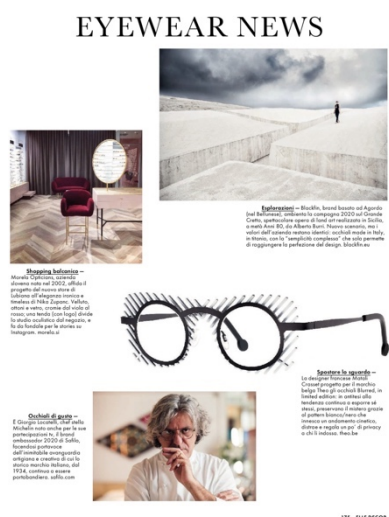 EYEWEAR NEWS
Esplorazioni — Blackfin, brand basato ad Agordo
(nel Bellunese), ambienta la campagna 2020 sul Grande
Cretto, spettacolare opera di land art realizzata in Sicilia,
a metà Anni 80, da Alberto Burri. Nuovo scenario, ma i
valori dell'azienda restano identici: occhiali made in Italy,
in titanio, con la "semplicità complessa" che sola permette
di raggiungere la perfezione del design. blackfin.eu
Shopping balcanico —
Morela Opticians, azienda
slovena nata nel 2002, affida il
progetto del nuovo store di
Lubiana all'eleganza ironica e
timeless di Nika Zupanc. Velluto,
ottone e vetro, cromie dal viola al
rosso; una tenda (con logo) divide
lo studio oculistico dal negozio, e
fa da fondale per le stories su
Instagram. morela.si
Spostare lo sguardo —
La designer francese Matali
Crasset progetta per il marchio
belga Theo gli occhiali Blurred, in
limited edition: in antitesi alla
tendenza continua a esporre sé
stessi, preservano il mistero grazie
al pattern bianco/nero che
innesca un andamento cinetico,
distrae e regala un po' di privacy
a chi li indossa. theo.be
Occhiali di gusto —
È Giorgio Locatelli, chef stella
Michelin noto anche per le sue
partecipazioni tv, il brand
ambassador 2020 di Safilo,
facendosi portavoce
dell'inimitabile avanguardia
artigiana e creativa di cui lo
storico marchio italiano, dal
1934, continua a essere
portabandiera. safilo.com